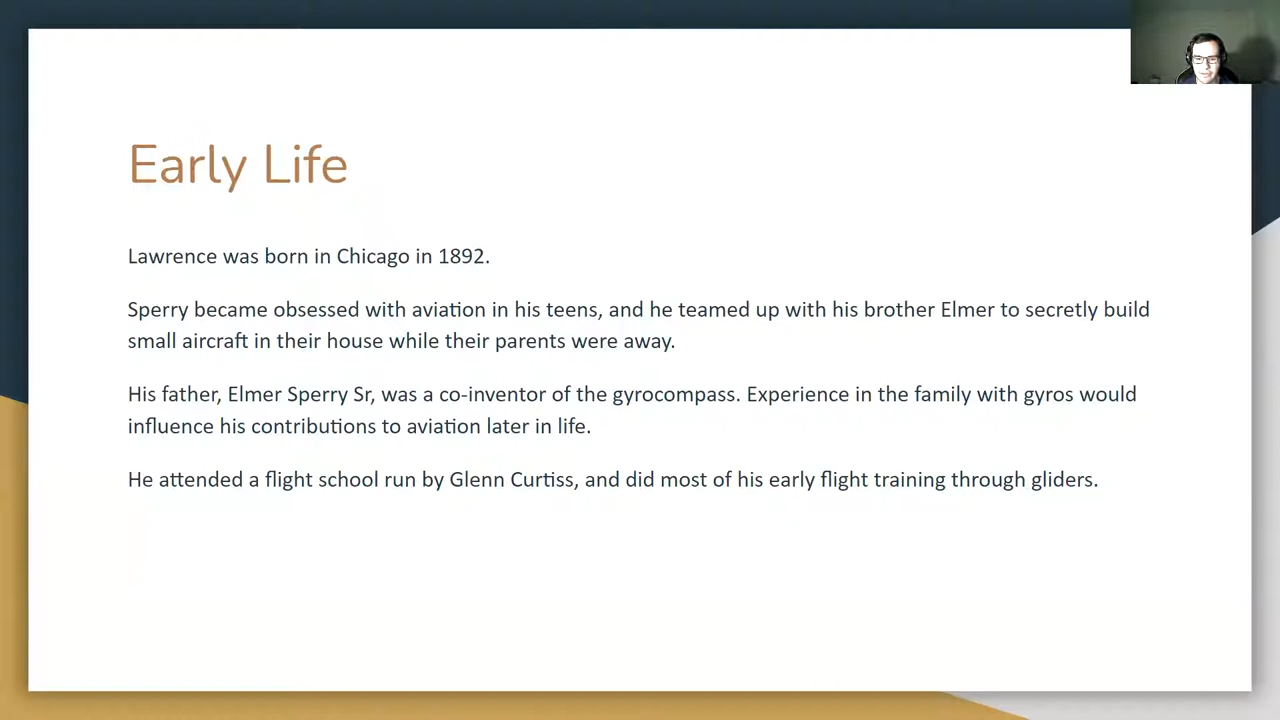 Early Life
Lawrence was born in Chicago in 1892.
Sperry became obsessed with aviation in his teens, and he teamed up with his brother Elmer to secretly build
small aircraft in their house while their parents were away.
His father, Elmer Sperry Sr, was a co-inventor of the gyrocompass. Experience in the family with gyros would
influence his contributions to aviation later in life.
He attended a flight school run by Glenn Curtiss, and did most of his early flight training through gliders.